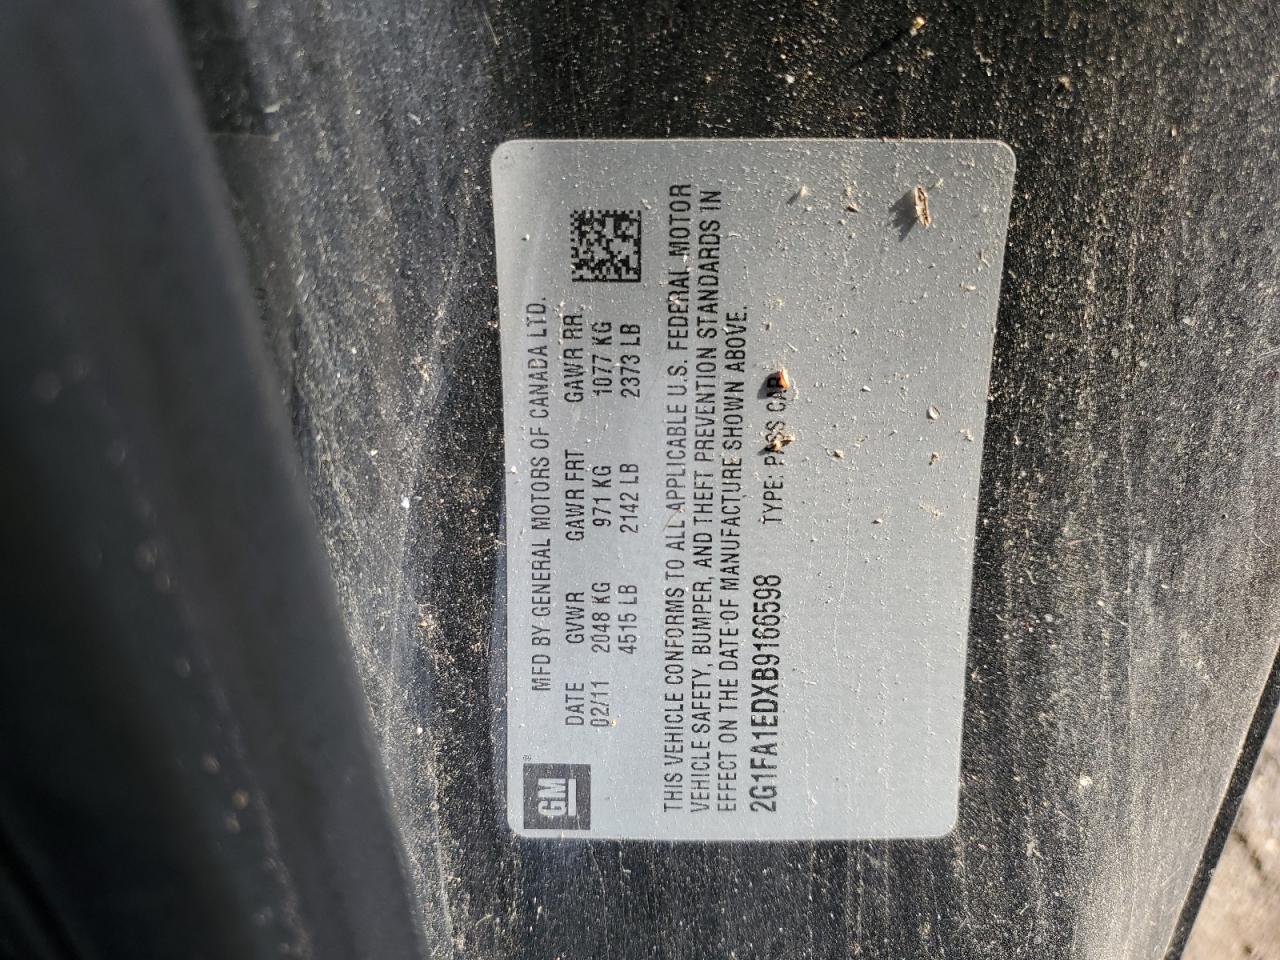 GM®
MFD BY GENERAL MOTORS OF CANADA LTD.
DATE GVWR GAWR FRT GAWR RR
02/11 2048 KG 971 KG 1077 KG
4515 LB 2142 LB 2373 LB
THIS VEHICLE CONFORMS TO ALL APPLICABLE U.S. FEDERAL MOTOR
VEHICLE SAFETY, BUMPER, AND THEFT PREVENTION STANDARDS IN
EFFECT ON THE DATE OF MANUFACTURE SHOWN ABOVE.
2G1FA1EDXB9166598 TYPE: PASS CAR